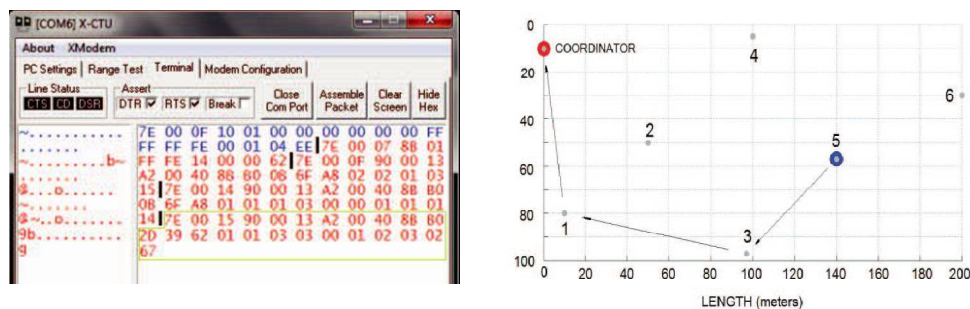 [COM6] X-CTU
About XModem
PC Settings Range Test Terminal Modem Configuration
Line Status
CTS CD DSR
Assert
DTR RTS Break
Close Com Port
Assemble Packet
Clear Screen
Hide Hex
~...........
.......
~..........b~
.......
@...o......
~.......
@~..o.......
9b..........
g
7E 00 0F 10 01 00 00 00 00 00 00 FF
FF FF FE 00 01 04 EE 7E 00 07 8B 01
FF FE 14 00 00 62 7E 00 0F 90 00 13
A2 00 40 8B B0 0B 6F A8 02 02 01 03
15 7E 00 14 90 00 13 A2 00 40 8B B0
0B 6F A8 01 01 03 00 00 01 01 01
14 7E 00 15 90 00 13 A2 00 40 8B B0
2D 39 62 01 01 03 03 00 01 02 03 02
67
0
20
40
60
80
100
COORDINATOR
4
6
2
5
1
3
0 20 40 60 80 100 120 140 160 180 200
LENGTH (meters)